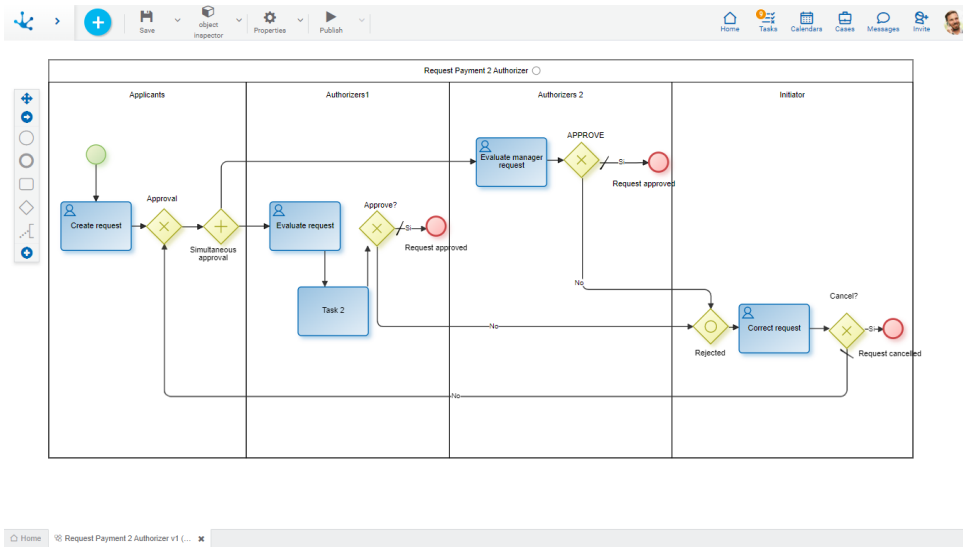 Save
object
inspector
Properties
Publish
Home
9
Tasks
Calendars
Cases
Messages
Invite
Request Payment 2 Authorizer
Applicants
Authorizers1
Authorizers 2
Initiator
APPROVE
Evaluate manager
request
Si
Request approved
Approval
Approve?
Create request
Evaluate request
Si
Simultaneous
approval
Request approved
No
Cancel?
Task 2
No
Correct request
Si
Rejected
Request cancelled
No
Home
Request Payment 2 Authorizer v1 (...